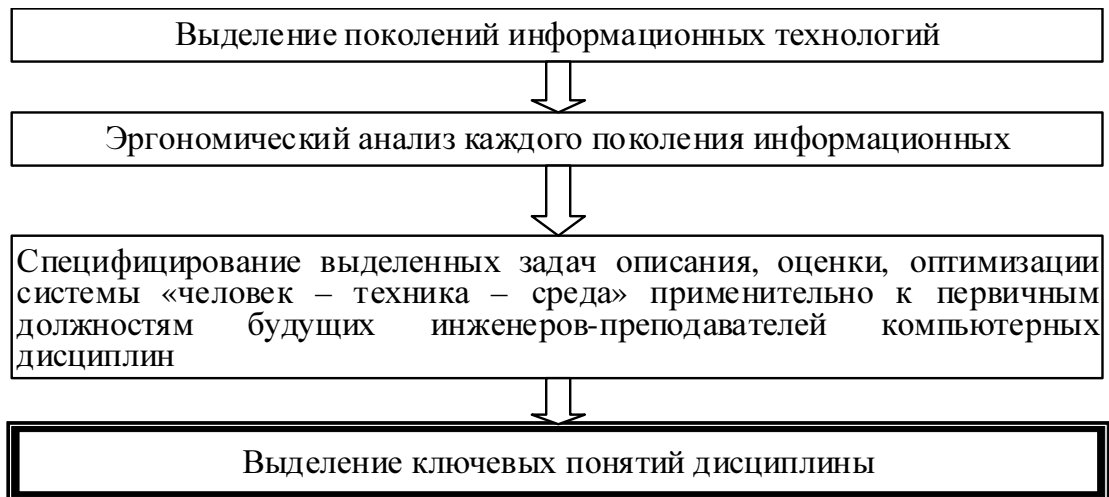 Выделение поколений информационных технологий
Эргономический анализ каждого поколения информационных
Специфицирование выделенных задач описания, оценки, оптимизации
системы «человек – техника – среда» применительно к первичным
должностям будущих инженеров-преподавателей компьютерных
дисциплин
Выделение ключевых понятий дисциплины